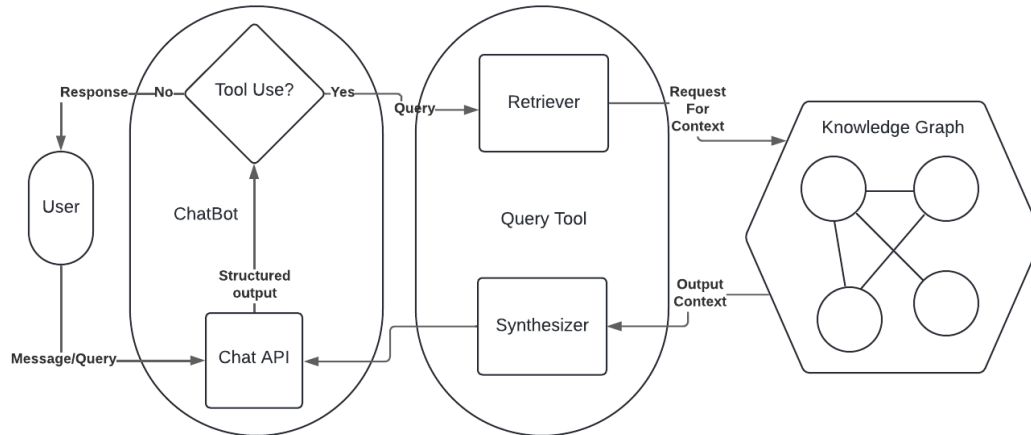 Response
No
Tool Use?
Yes
Query
Retriever
Request
For
Context
Knowledge Graph
User
ChatBot
Query Tool
Structured
output
Output
Context
Message/Query
Chat API
Synthesizer